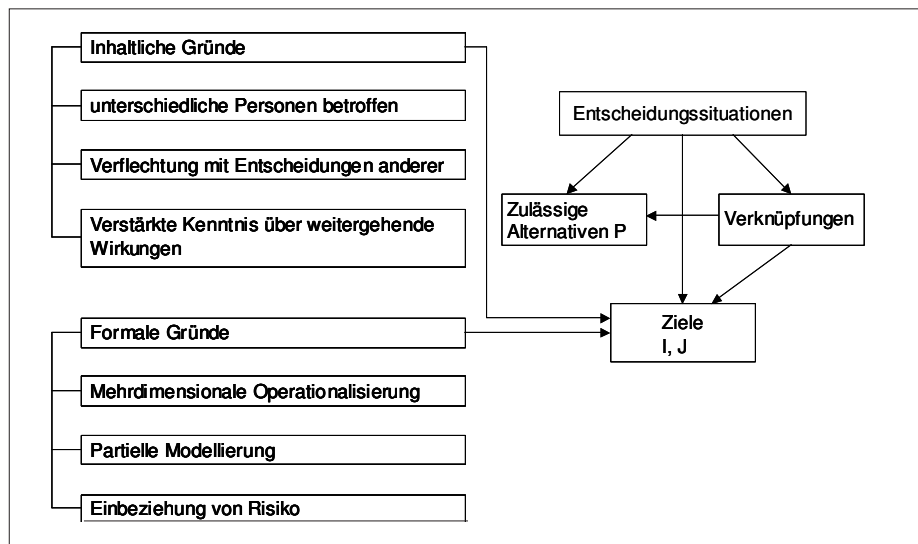 Inhaltliche Gründe
unterschiedliche Personen betroffen
Verflechtung mit Entscheidungen anderer
Verstärkte Kenntnis über weitergehende
Wirkungen
Formale Gründe
Mehrdimensionale Operationalisierung
Partielle Modellierung
Einbeziehung von Risiko
Entscheidungssituationen
Zulässige
Alternativen P
Verknüpfungen
Ziele
I, J